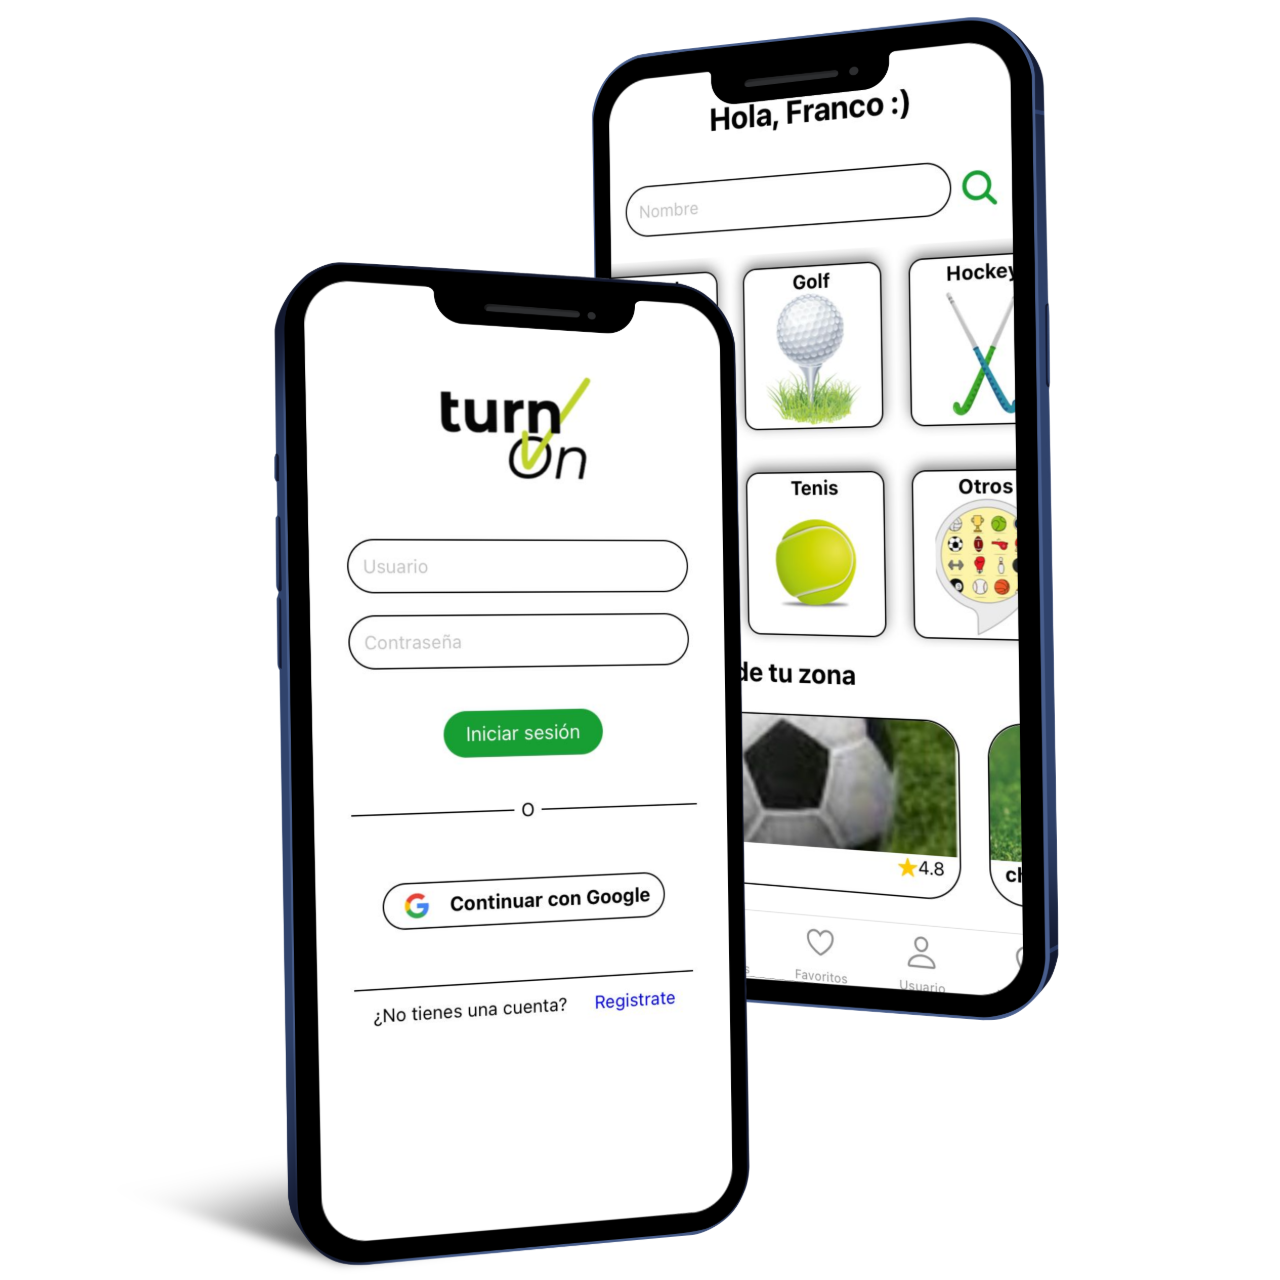 Hola, Franco :)
Nombre
Golf
Hockey
Tenis
Otros
de tu zona
4.8
Favoritos
Usuario
turn
On
Usuario
Contraseña
Iniciar sesión
O
Continuar con Google
¿No tienes una cuenta? Registrate